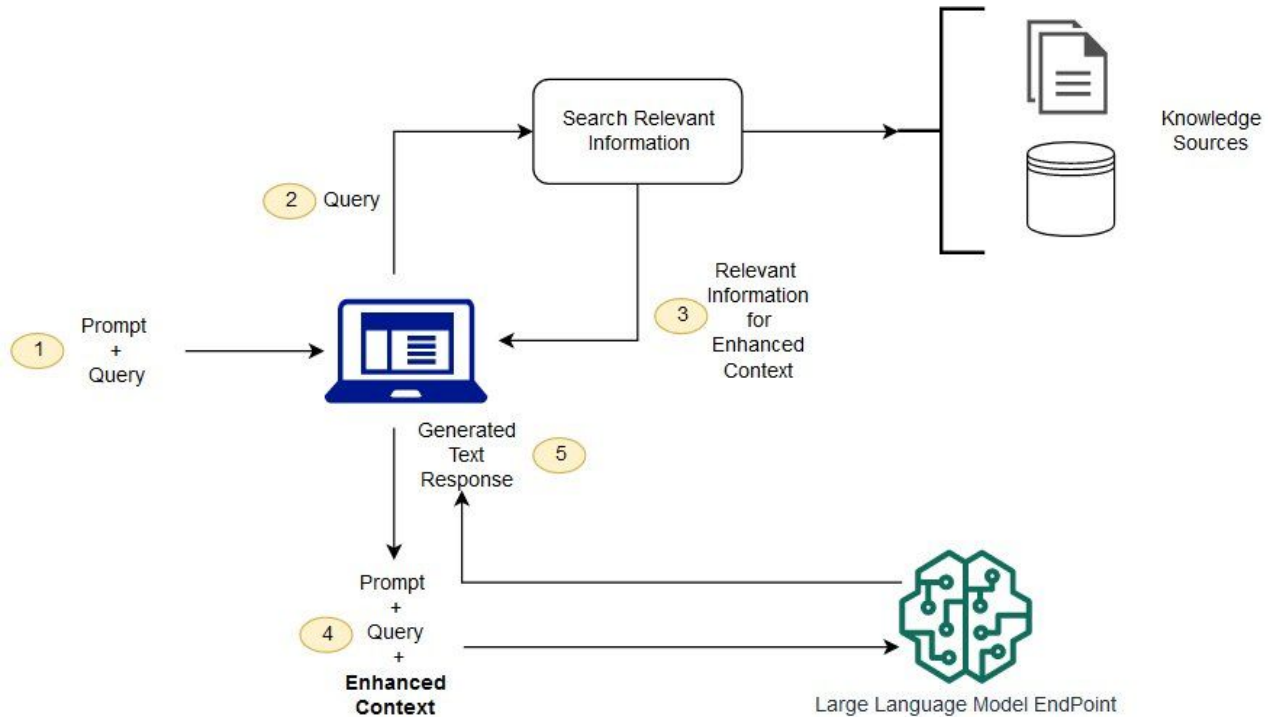 Search Relevant
Information
Knowledge
Sources
2
Query
Relevant
Information
for
Enhanced
Context
3
1
Prompt
+
Query
Generated
Text
Response
5
Prompt
+
4
Query
+
Enhanced
Context
Large Language Model EndPoint